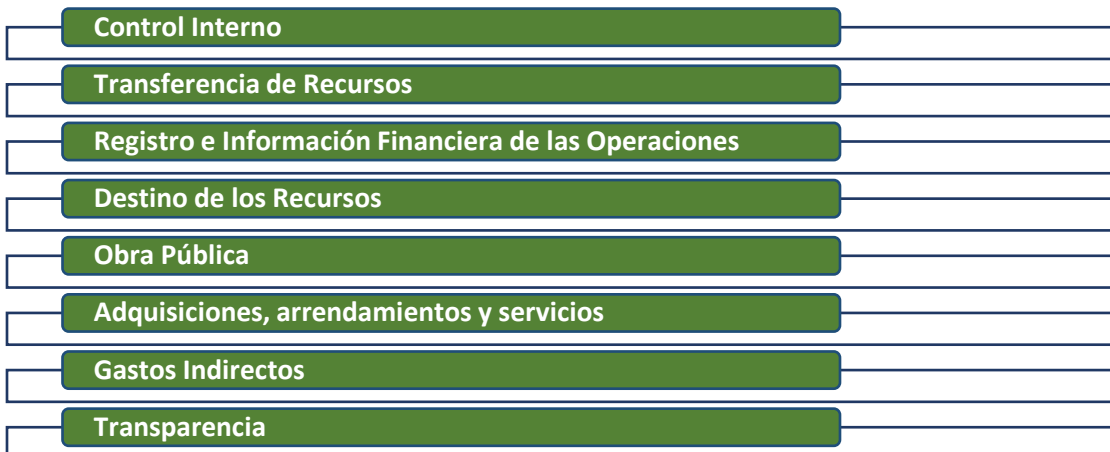 Control Interno
Transferencia de Recursos
Registro e Información Financiera de las Operaciones
Destino de los Recursos
Obra Pública
Adquisiciones, arrendamientos y servicios
Gastos Indirectos
Transparencia